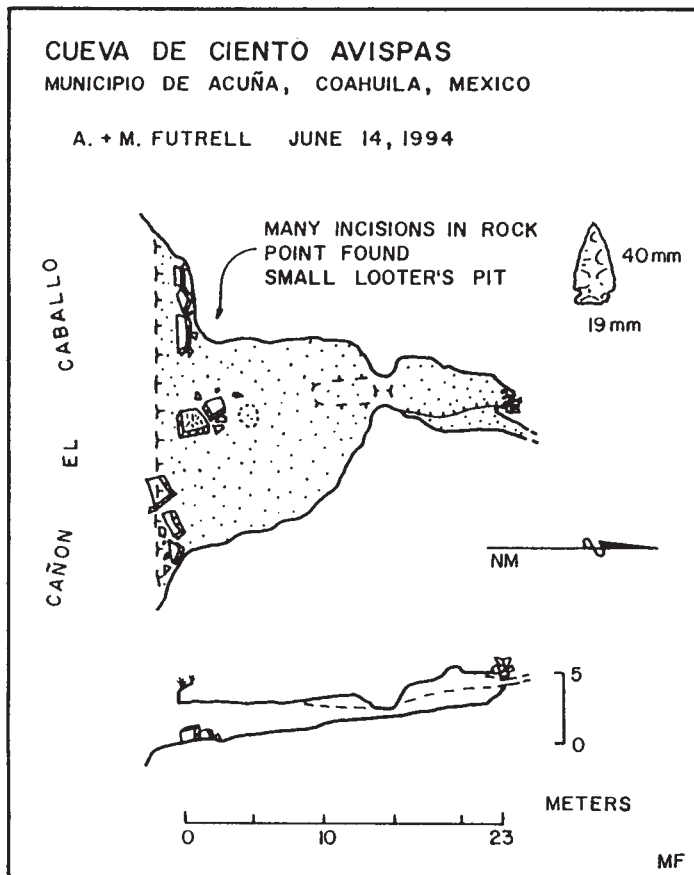 CUEVA DE CIENTO AVISPAS
MUNICIPIO DE ACUÑA, COAHUILA, MEXICO
A. + M. FUTRELL JUNE 14, 1994
MANY INCISIONS IN ROCK
POINT FOUND
SMALL LOOTER'S PIT
40mm
19mm
CAÑON EL CABALLO
NM
5
0
METERS
0 10 23
MF